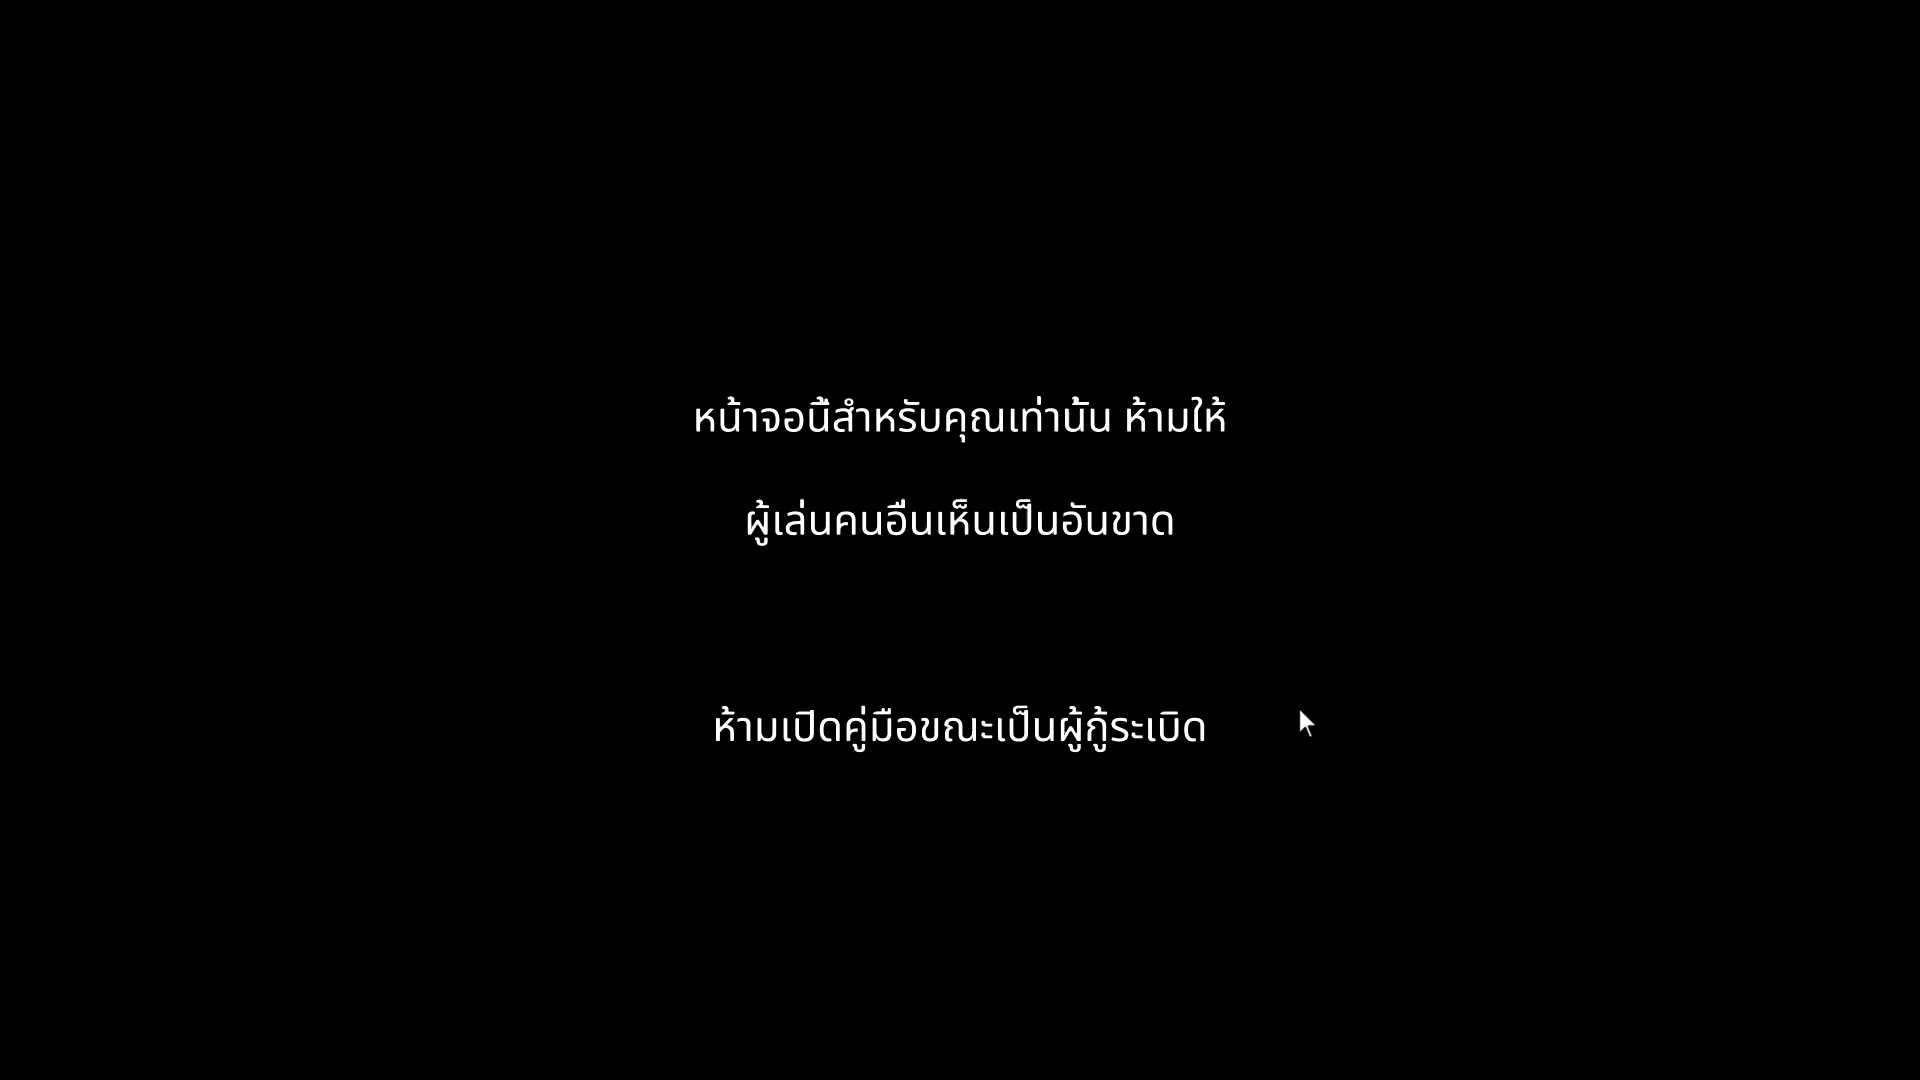 หน้าจอนี้สำหรับคุณเท่านั้น ห้ามให้
ผู้เล่นคนอื่นเห็นเป็นอันขาด
ห้ามเปิดคู่มือขณะเป็นผู้กู้ระเบิด